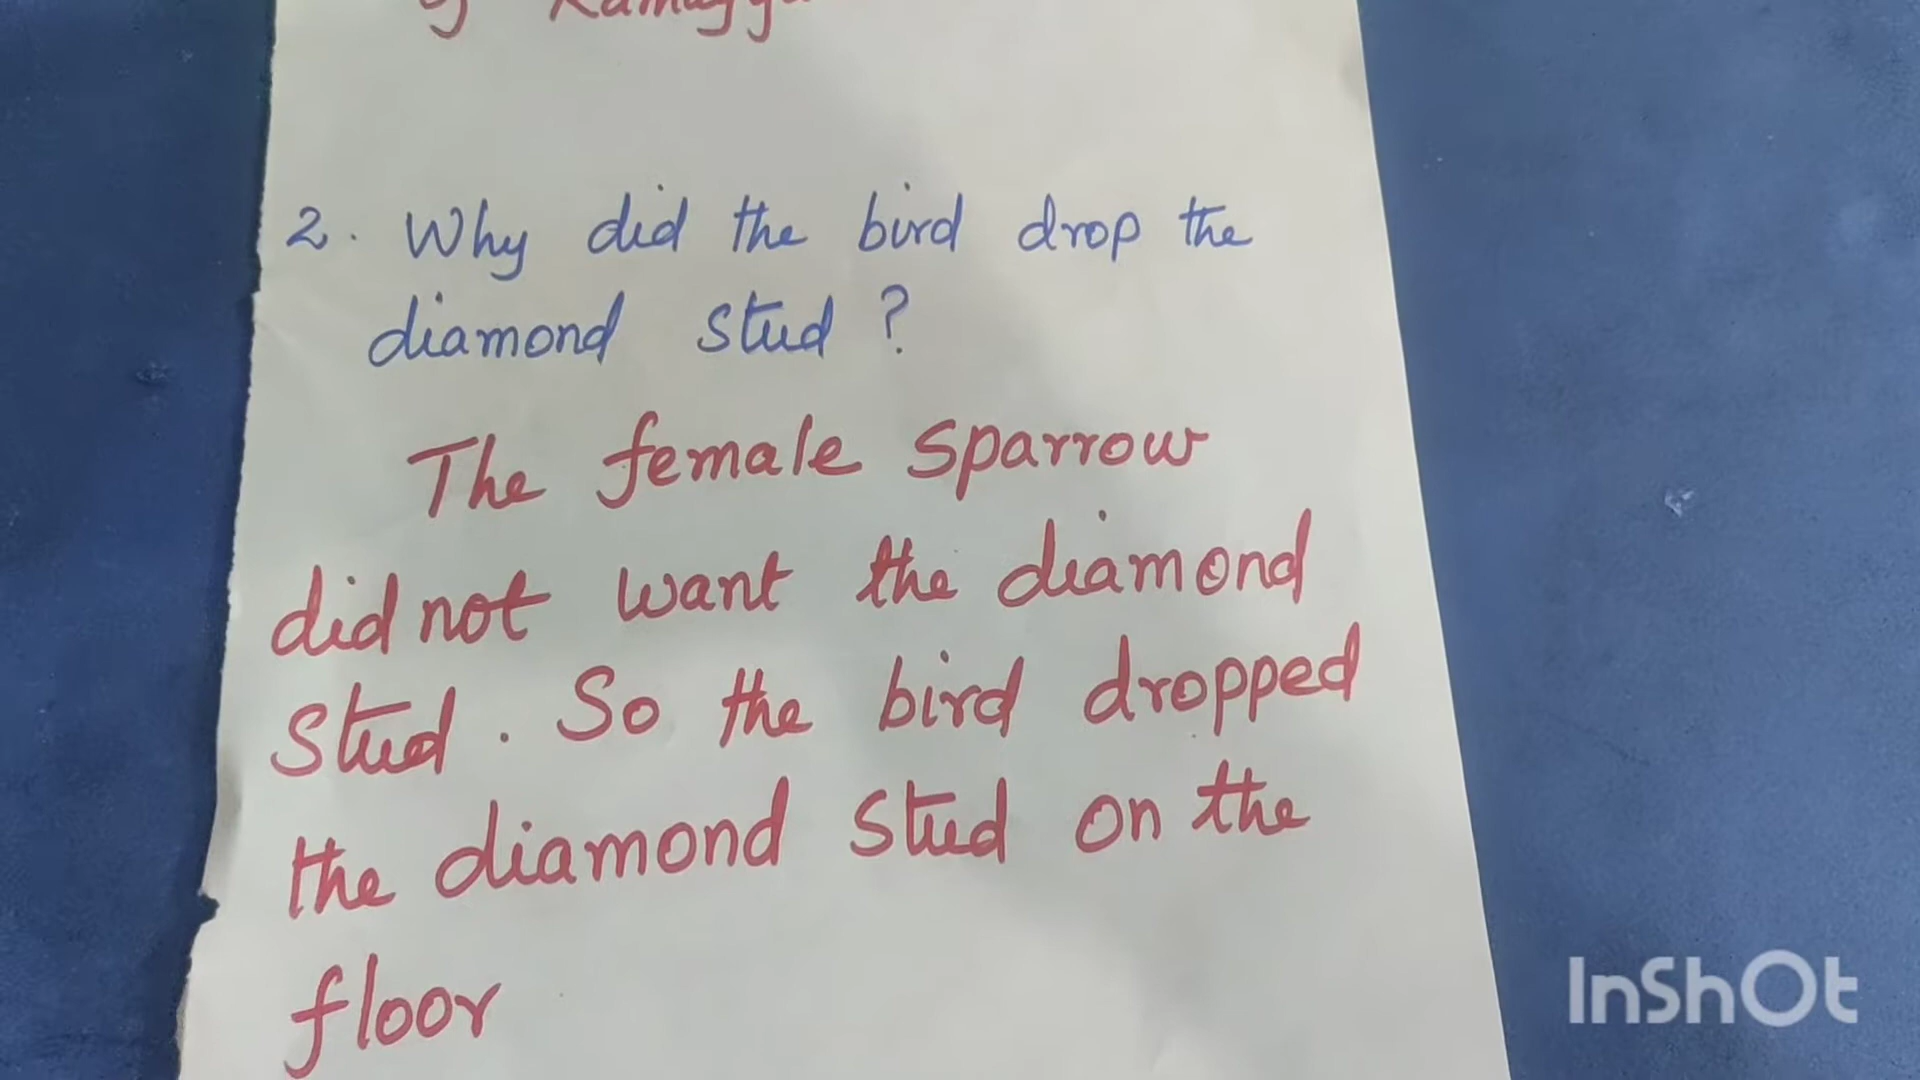 2. Why did the bird drop the
diamond stud ?
The female sparrow
did not want the diamond
stud. So the bird dropped
the diamond stud on the
floor
InShOt